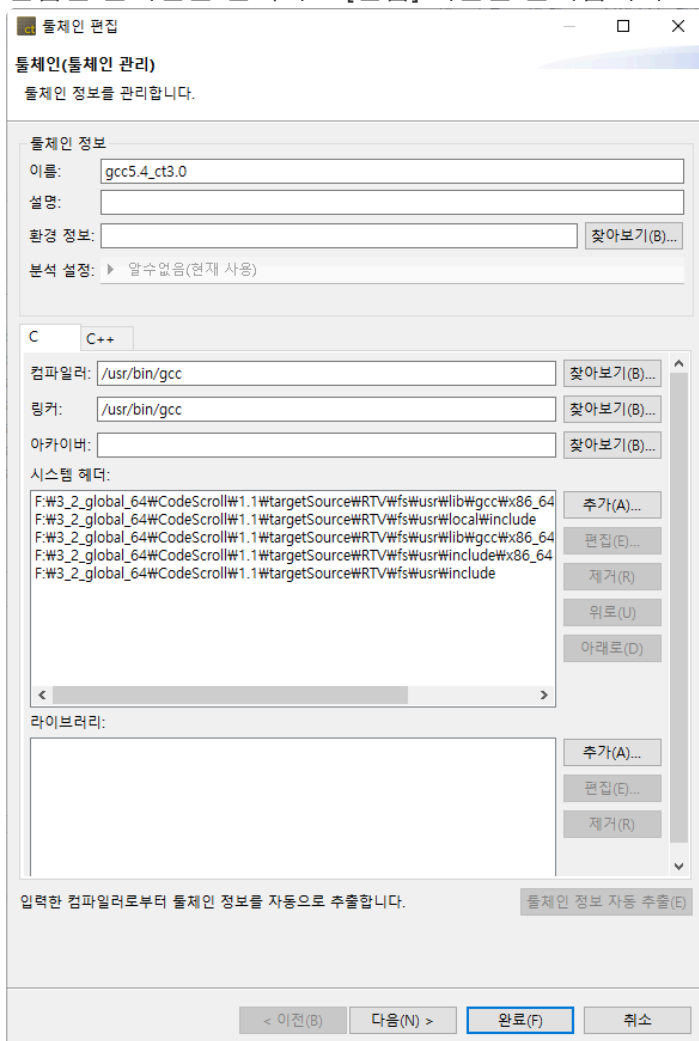 ct 툴체인 편집
툴체인(툴체인 관리)
툴체인 정보를 관리합니다.
툴체인 정보
이름: gcc5.4_ct3.0
설명:
환경 정보: 찾아보기(B)...
분석 설정: 알수없음(현재 사용)
C C++
컴파일러: /usr/bin/gcc 찾아보기(B)...
링커: /usr/bin/gcc 찾아보기(B)...
아카이버: 찾아보기(B)...
시스템 헤더:
F:₩3_2_global_64₩CodeScroll₩1.1₩targetSource₩RTV₩fs₩usr₩lib₩gcc₩x86_64
F:₩3_2_global_64₩CodeScroll₩1.1₩targetSource₩RTV₩fs₩usr₩local₩include
F:₩3_2_global_64₩CodeScroll₩1.1₩targetSource₩RTV₩fs₩usr₩lib₩gcc₩x86_64
F:₩3_2_global_64₩CodeScroll₩1.1₩targetSource₩RTV₩fs₩usr₩include₩x86_64
F:₩3_2_global_64₩CodeScroll₩1.1₩targetSource₩RTV₩fs₩usr₩include
추가(A)...
편집(E)...
제거(R)
위로(U)
아래로(D)
라이브러리:
추가(A)...
편집(E)...
제거(R)
입력한 컴파일러로부터 툴체인 정보를 자동으로 추출합니다. 툴체인 정보 자동 추출(E)
< 이전(B) 다음(N) > 완료(F) 취소